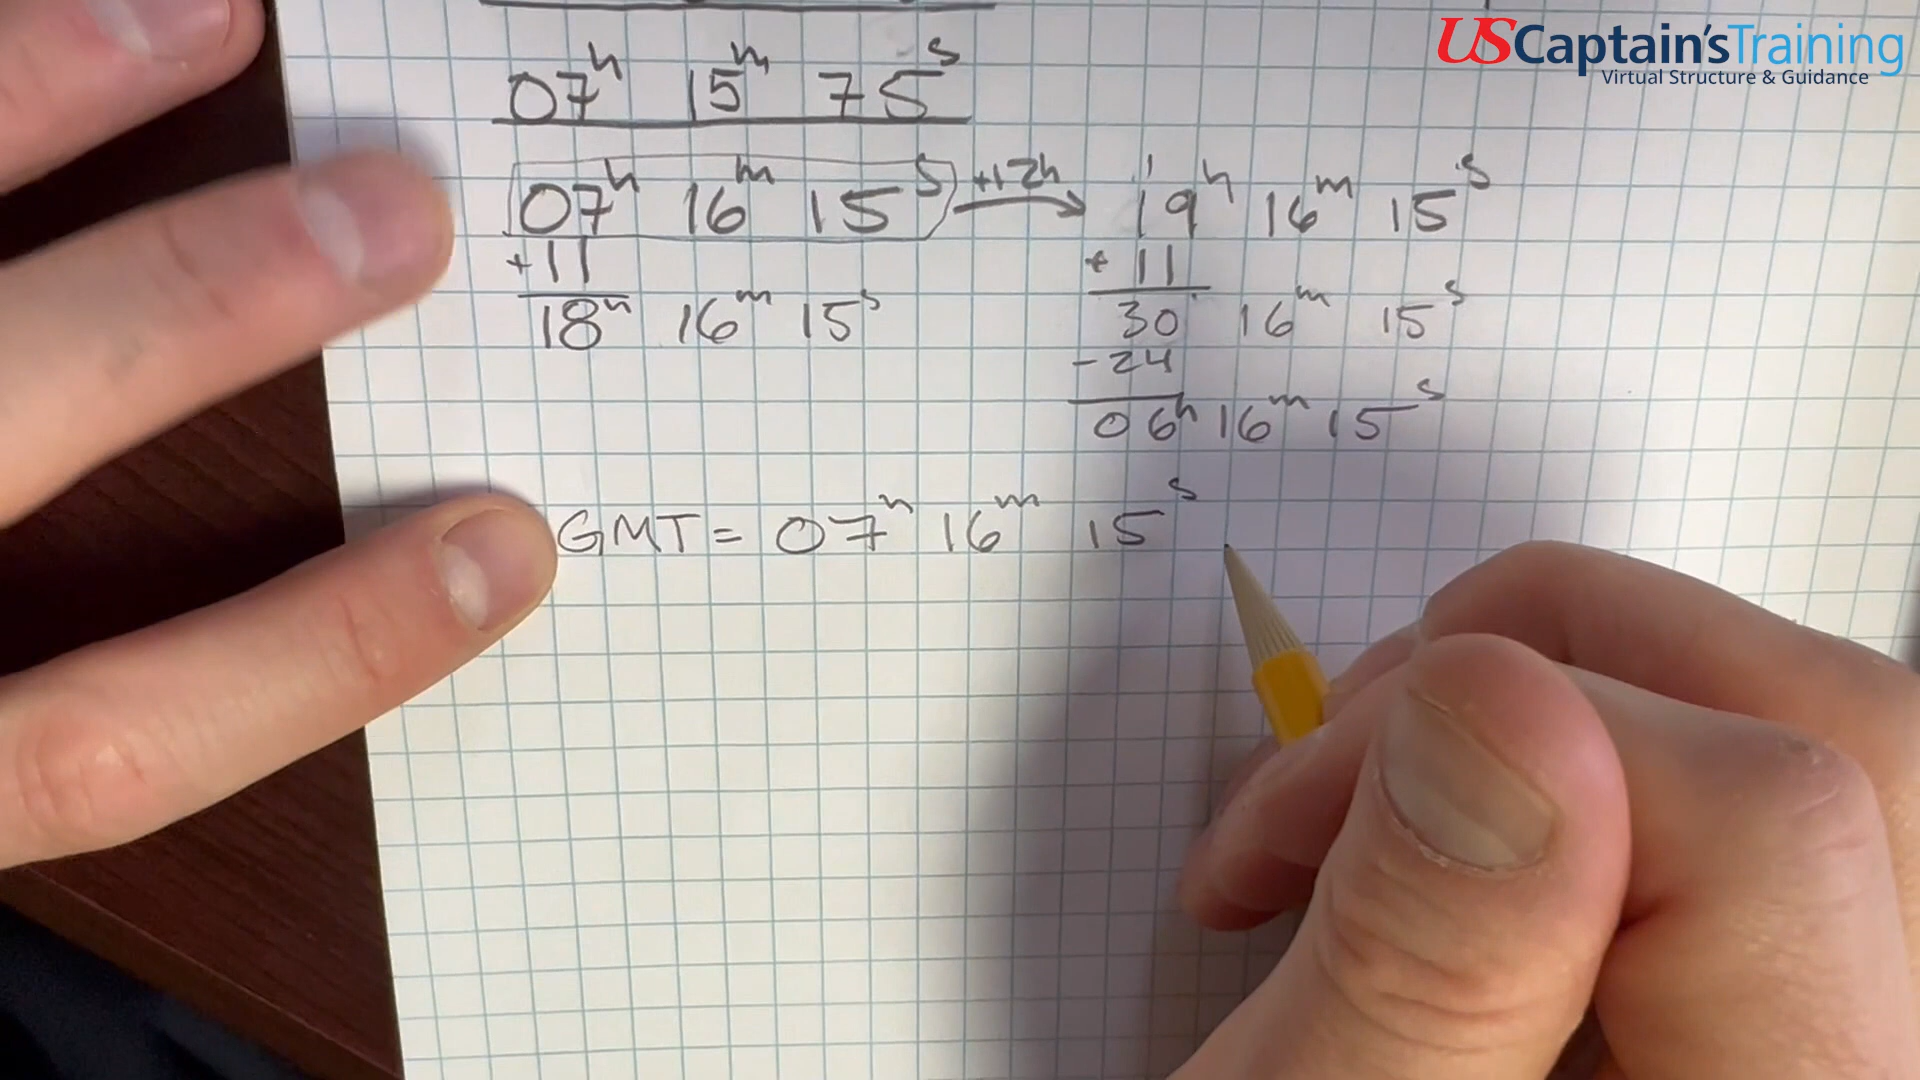 USCaptain'sTraining
Virtual Structure & Guidance
07h 15m 75s
07h 16m 15s +12h 19h 16m 15s
+11 + 11
18h 16m 15s 30 16m 15s
-24
06h 16m 15s
GMT = 07h 16m 15s